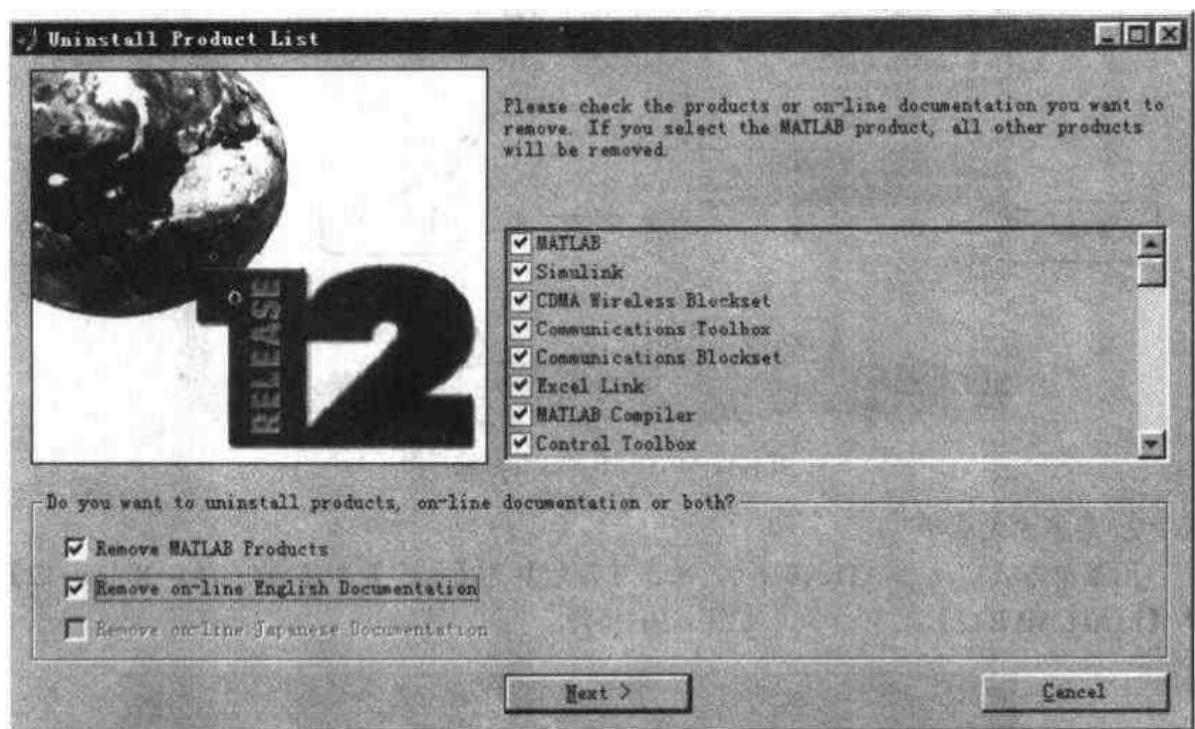 Uninstall Product List
Please check the products or on-line documentation you want to
remove. If you select the MATLAB product, all other products
will be removed.
RELEASE
12
MATLAB
Simulink
CDMA Wireless Blockset
Communications Toolbox
Communications Blockset
Excel Link
MATLAB Compiler
Control Toolbox
Do you want to uninstall products, on-line documentation or both?
Remove MATLAB Products
Remove on-line English Documentation
Remove on-line Japanese Documentation
Next >
Cancel